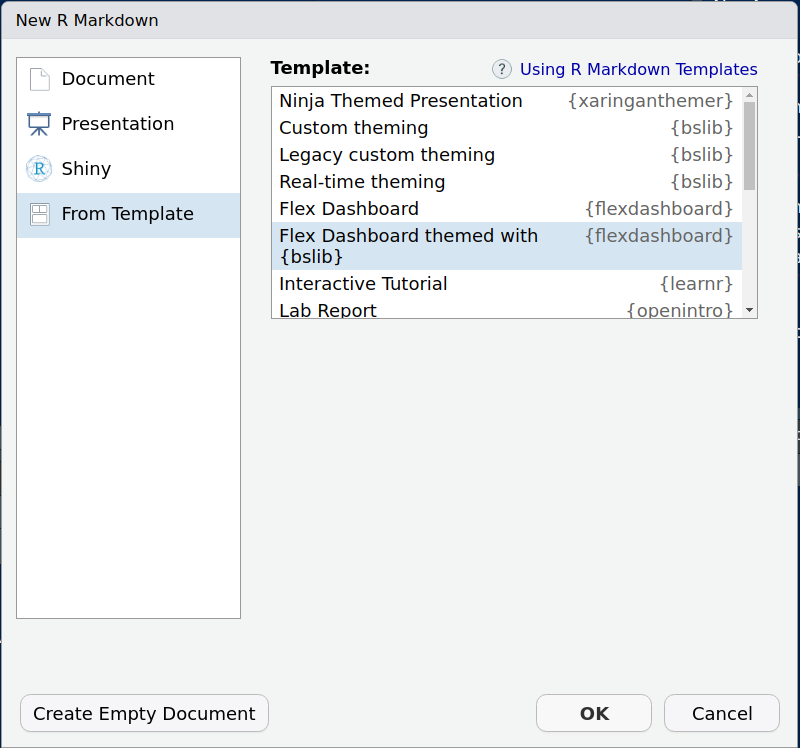 New R Markdown
Document
Presentation
Shiny
From Template
Template:
? Using R Markdown Templates
Ninja Themed Presentation {xaringanthemer}
Custom theming {bslib}
Legacy custom theming {bslib}
Real-time theming {bslib}
Flex Dashboard {flexdashboard}
Flex Dashboard themed with {flexdashboard}
{bslib}
Interactive Tutorial {learnr}
Lab Report {openintro}
Create Empty Document
OK
Cancel